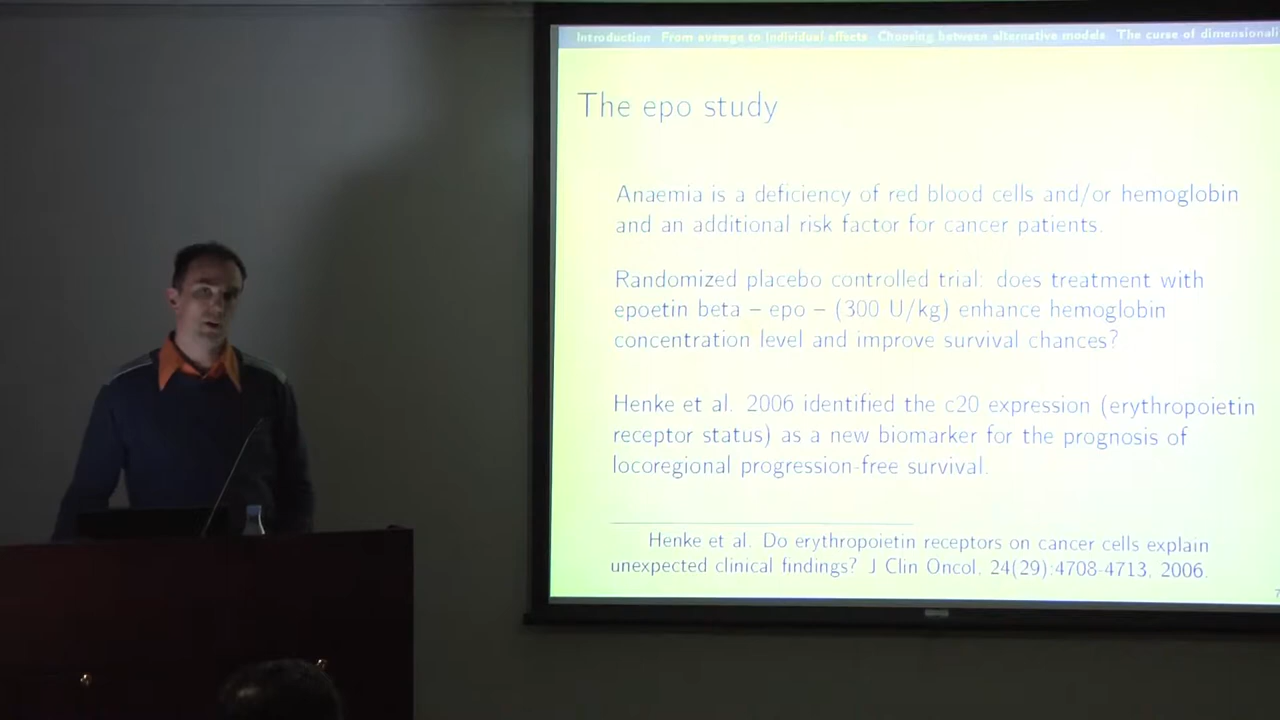 Introduction From average to individual effects Choosing between alternative models The curse of dimensionali
The epo study
Anaemia is a deficiency of red blood cells and/or hemoglobin
and an additional risk factor for cancer patients.
Randomized placebo controlled trial: does treatment with
epoetin beta – epo – (300 U/kg) enhance hemoglobin
concentration level and improve survival chances?
Henke et al. 2006 identified the c20 expression (erythropoietin
receptor status) as a new biomarker for the prognosis of
locoregional progression-free survival.
Henke et al. Do erythropoietin receptors on cancer cells explain
unexpected clinical findings? J Clin Oncol, 24(29):4708-4713, 2006.
7